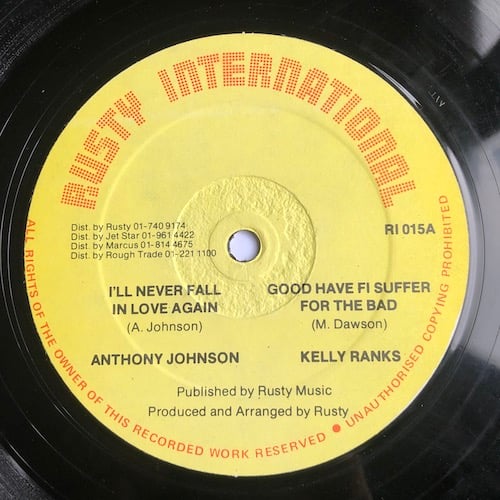 RUSTY INTERNATIONAL
RI 015A
Dist. by Rusty 01-740 9174
Dist. by Jet Star 01-961 4422
Dist. by Marcus 01-814 4675
Dist. by Rough Trade 01-221 1100
I'LL NEVER FALL
IN LOVE AGAIN
(A. Johnson)
ANTHONY JOHNSON
GOOD HAVE FI SUFFER
FOR THE BAD
(M. Dawson)
KELLY RANKS
Published by Rusty Music
Produced and Arranged by Rusty
ALL RIGHTS OF THE OWNER OF THIS RECORDED WORK RESERVED ● UNAUTHORISED COPYING PROHIBITED